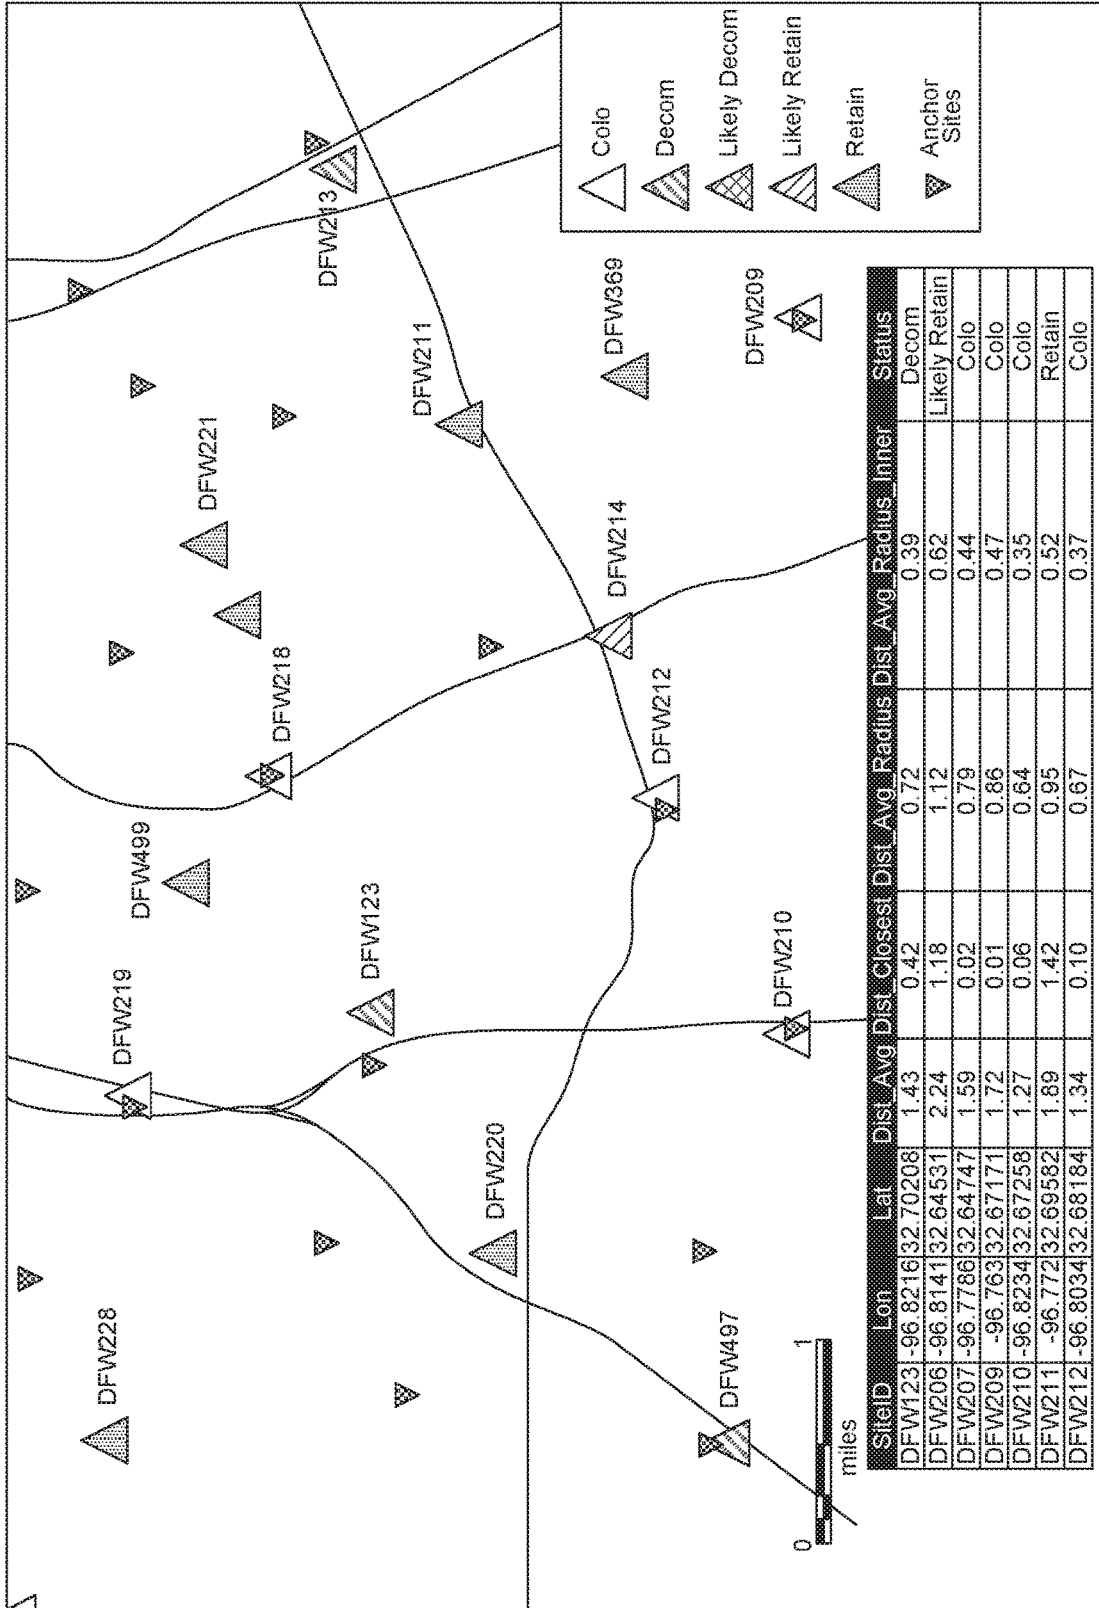 DFW228
DFW219
DFW499
DFW218
DFW221
DFW213
DFW123
DFW211
DFW220
DFW214
DFW369
DFW212
DFW497
DFW210
DFW209
0 1
miles
Colo
Decom
Likely Decom
Likely Retain
Retain
Anchor
Sites
SiteID Lon Lat Dist_Avg Dist_Closest Dist_Avg_Radius Dist_Avg_Radius_Inner Status
DFW123 -96.8216 32.70208 1.43 0.42 0.72 0.39 Decom
DFW206 -96.8141 32.64531 2.24 1.18 1.12 0.62 Likely Retain
DFW207 -96.7786 32.64747 1.59 0.02 0.79 0.44 Colo
DFW209 -96.763 32.67171 1.72 0.01 0.86 0.47 Colo
DFW210 -96.8234 32.67258 1.27 0.06 0.64 0.35 Colo
DFW211 -96.772 32.69582 1.89 1.42 0.95 0.52 Retain
DFW212 -96.8034 32.68184 1.34 0.10 0.67 0.37 Colo